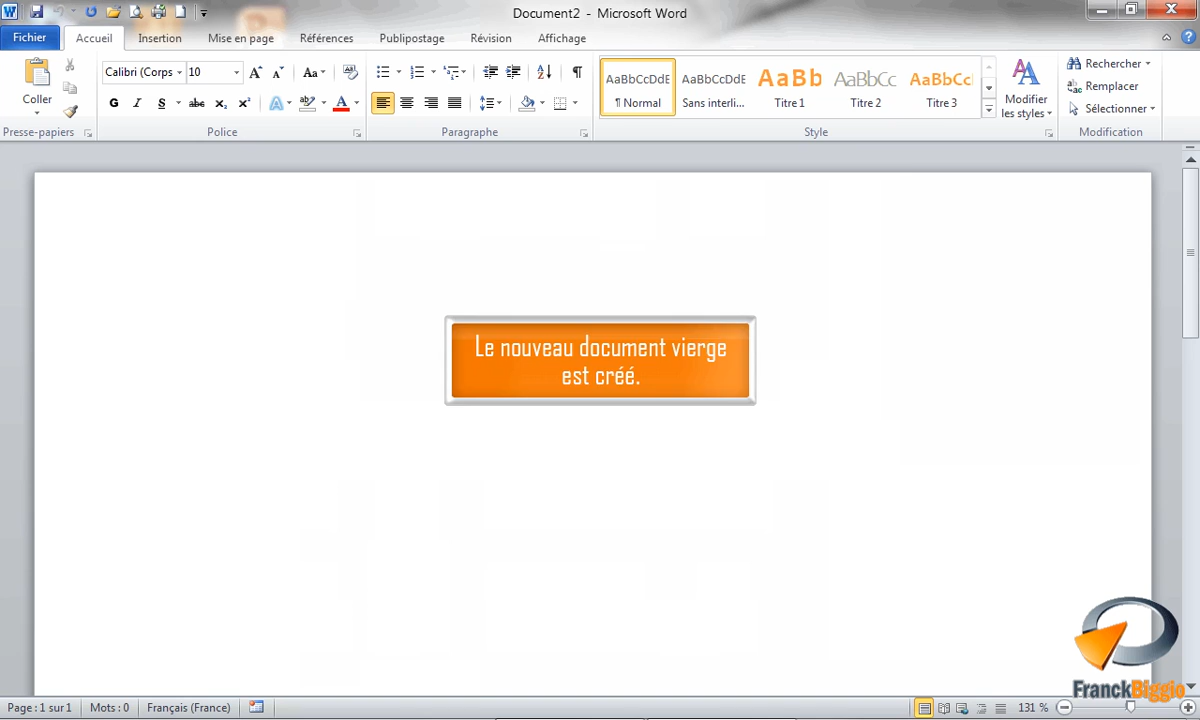 Document2 - Microsoft Word
Fichier Accueil Insertion Mise en page Références Publipostage Révision Affichage
Coller
Calibri (Corps 10
G I S abc x₂ x²
Aa
AaBbCcDdE AaBbCcDdE AaBb AaBbCc AaBbCc
¶ Normal Sans interli... Titre 1 Titre 2 Titre 3
Modifier
les styles
Rechercher
Remplacer
Sélectionner
Presse-papiers Police Paragraphe Style Modification
Le nouveau document vierge
est créé.
FranckBiggio
Page : 1 sur 1 Mots : 0 Français (France) 131 %